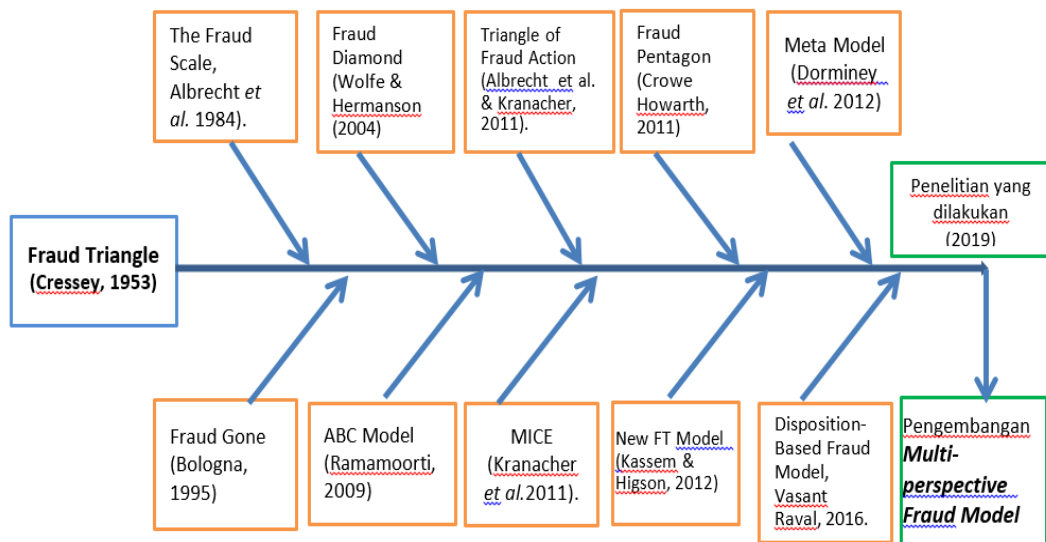 The Fraud
Scale,
Albrecht et
al. 1984).
Fraud
Diamond
(Wolfe &
Hermanson
(2004)
Triangle of
Fraud Action
(Albrecht et al.
& Kranacher,
2011).
Fraud
Pentagon
(Crowe
Howarth,
2011)
Meta Model
(Dorminey
et al. 2012)
Penelitian yang
dilakukan
(2019)
Fraud Triangle
(Cressey, 1953)
Fraud Gone
(Bologna,
1995)
ABC Model
(Ramamoorti,
2009)
MICE
(Kranacher
et al.2011).
New FT Model
(Kassem &
Higson, 2012)
Disposition-
Based Fraud
Model,
Vasant
Raval, 2016.
Pengembangan
Multi-
perspective
Fraud Model